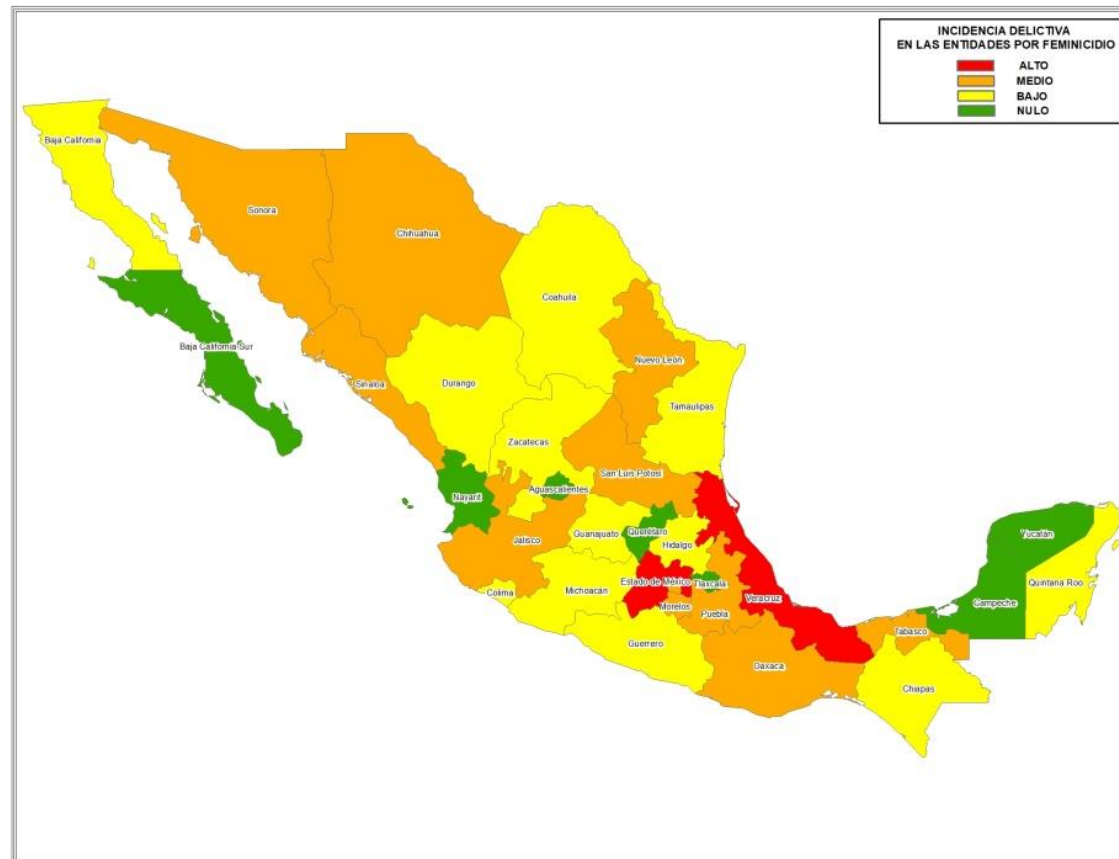 INCIDENCIA DELICTIVA
EN LAS ENTIDADES POR FEMINICIDIO
ALTO
MEDIO
BAJO
NULO
Baja California
Sonora
Chihuahua
Coahuila
Baja California Sur
Nuevo León
Sinaloa
Durango
Tamaulipas
Zacatecas
San Luis Potosí
Nayarit
Aguascalientes
Jalisco
Guanajuato
Querétaro
Hidalgo
Yucatán
Quintana Roo
Colima
Michoacán
Estado de México
Tlaxcala
Morelos
Puebla
Veracruz
Campeche
Tabasco
Guerrero
Oaxaca
Chiapas